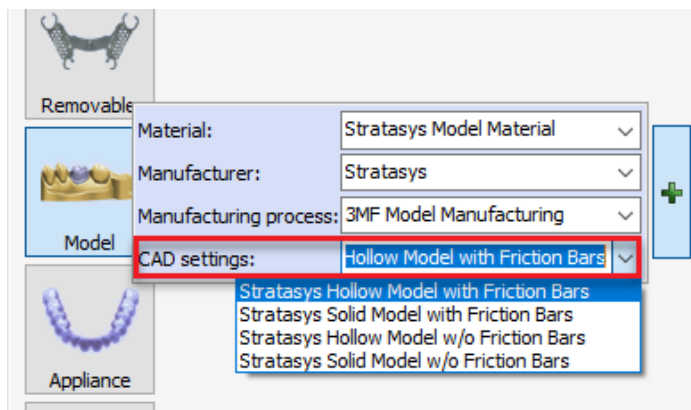 Removable
Material:
Stratasys Model Material
Manufacturer:
Stratasys
Manufacturing process:
3MF Model Manufacturing
Model
CAD settings:
Hollow Model with Friction Bars
Stratasys Hollow Model with Friction Bars
Stratasys Solid Model with Friction Bars
Stratasys Hollow Model w/o Friction Bars
Stratasys Solid Model w/o Friction Bars
Appliance